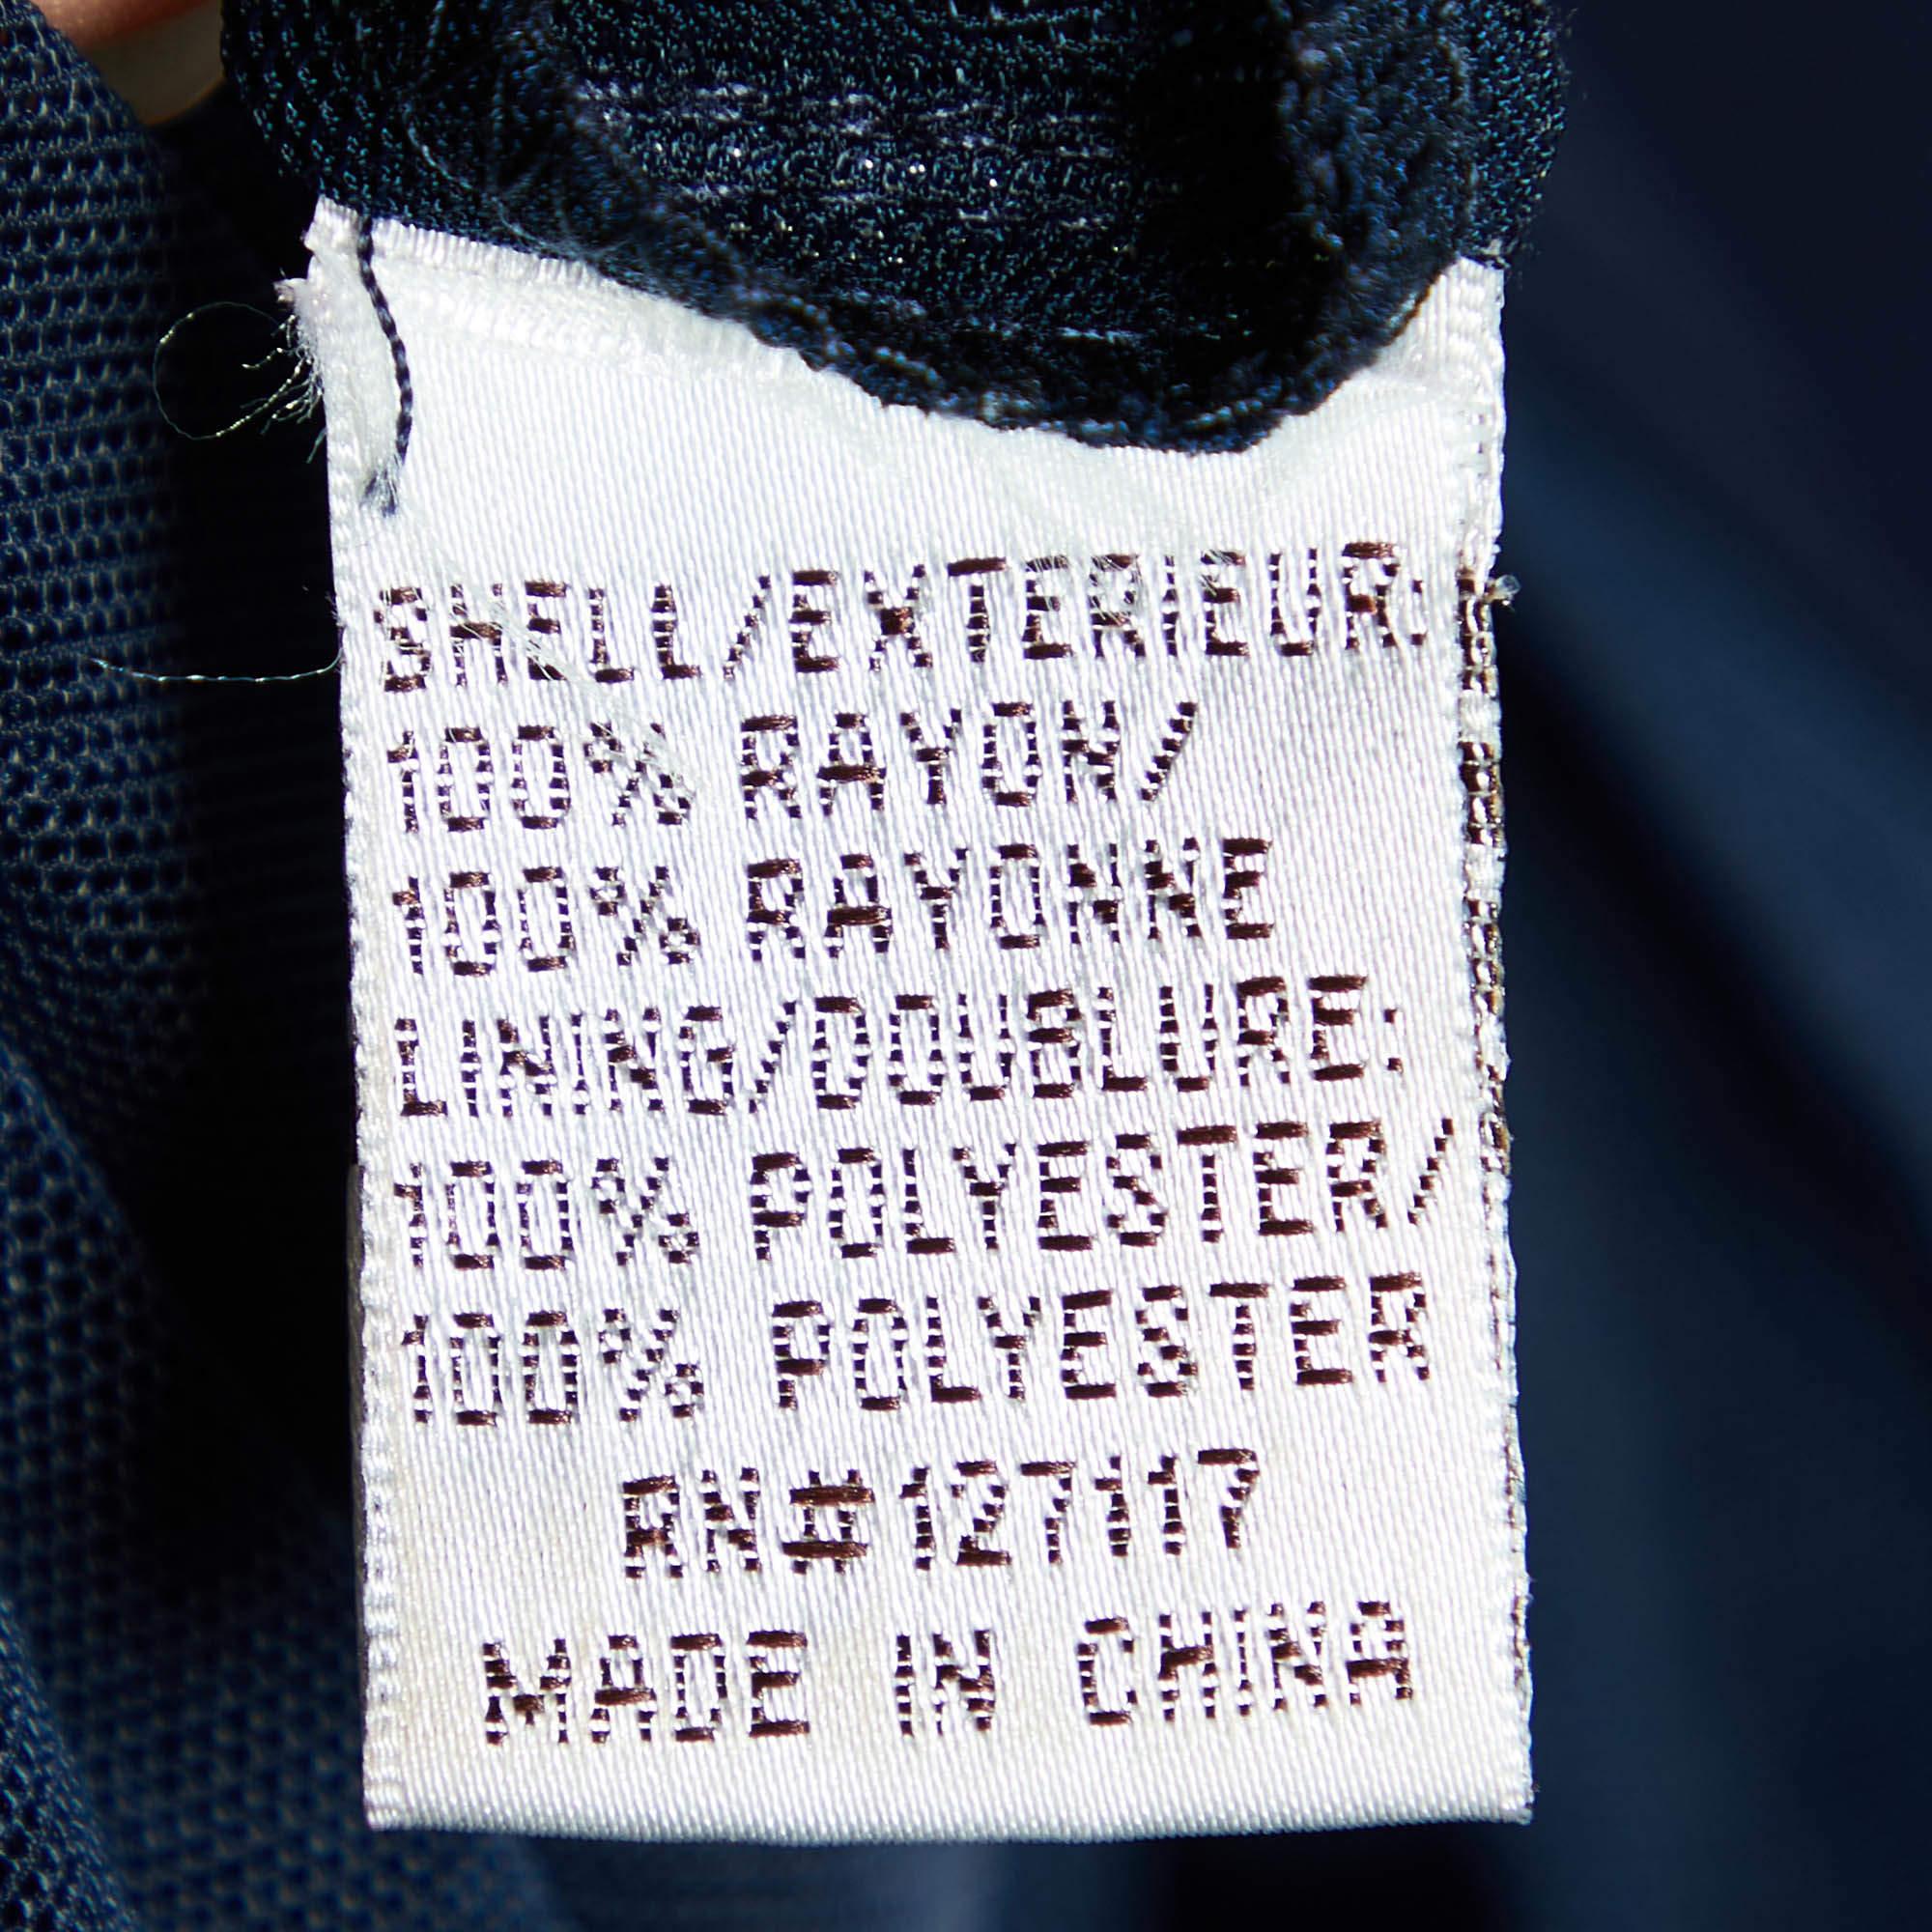 SHELL/EXTERIEUR:
100% RAYON/
100% RAYONNE
LINING/DOUBLURE:
100% POLYESTER/
100% POLYESTER
RN#127117
MADE IN CHINA